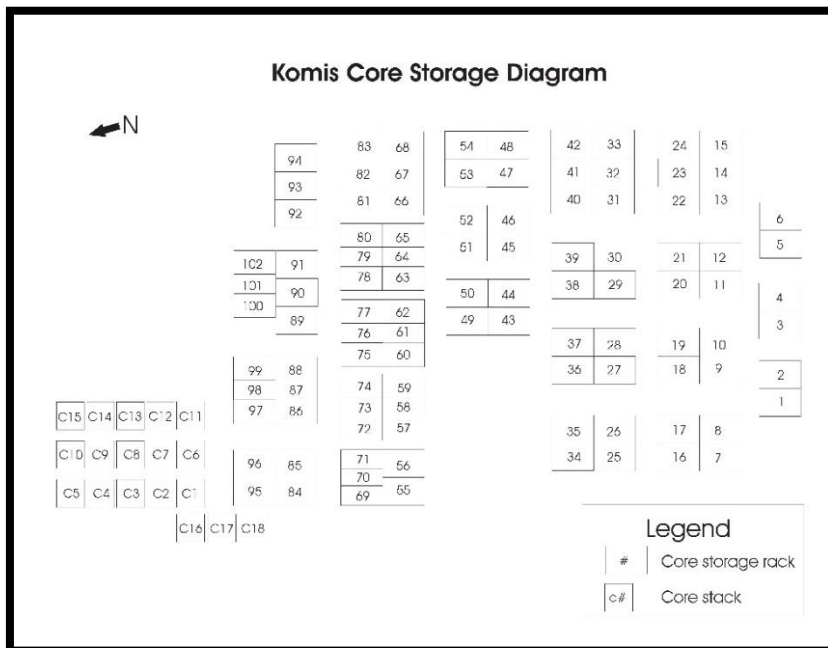 Komis Core Storage Diagram
N
83 68 54 48 42 33 24 15
94 82 67 53 47 41 32 23 14
93 81 66 40 31 22 13
92 52 46 6
80 65 51 45 5
102 91 79 64 39 30 21 12
101 90 78 63 50 44 38 29 20 11 4
100 89 77 62 49 43 3
76 61 37 28 19 10
99 88 75 60 36 27 18 9 2
98 87 74 59 1
97 86 73 58
C15 C14 C13 C12 C11 72 57 35 26 17 8
C10 C9 C8 C7 C6 96 85 71 56 34 25 16 7
C5 C4 C3 C2 C1 95 84 70 55
69
C16 C17 C18
Legend
# Core storage rack
C# Core stack